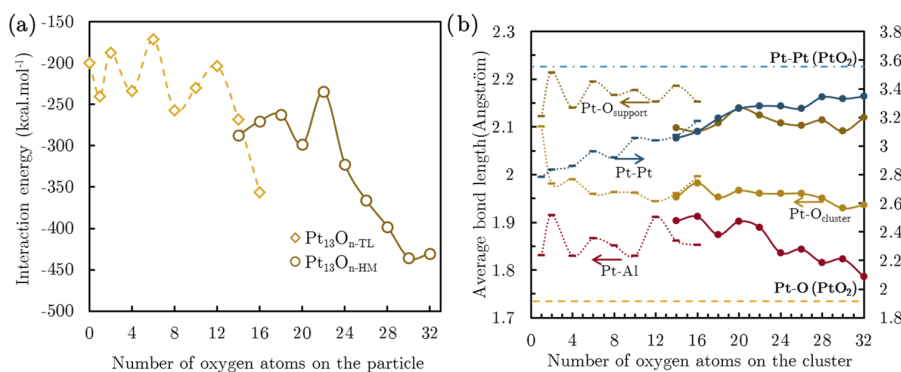 (a)
Interaction energy (kcal.mol⁻¹)
-150
-200
-250
-300
-350
-400
-450
-500
0 4 8 12 16 20 24 28 32
Number of oxygen atoms on the particle
Pt₁₃Oₙ₋TL
Pt₁₃Oₙ₋HM
(b)
Average bond length(Angström)
2.3
2.2
2.1
2
1.9
1.8
1.7
3.8
3.6
3.4
3.2
3
2.8
2.6
2.4
2.2
2
1.8
Pt-Pt (PtO₂)
Pt-Osupport
Pt-Pt
Pt-Ocluster
Pt-Al
Pt-O (PtO₂)
0 4 8 12 16 20 24 28 32
Number of oxygen atoms on the cluster